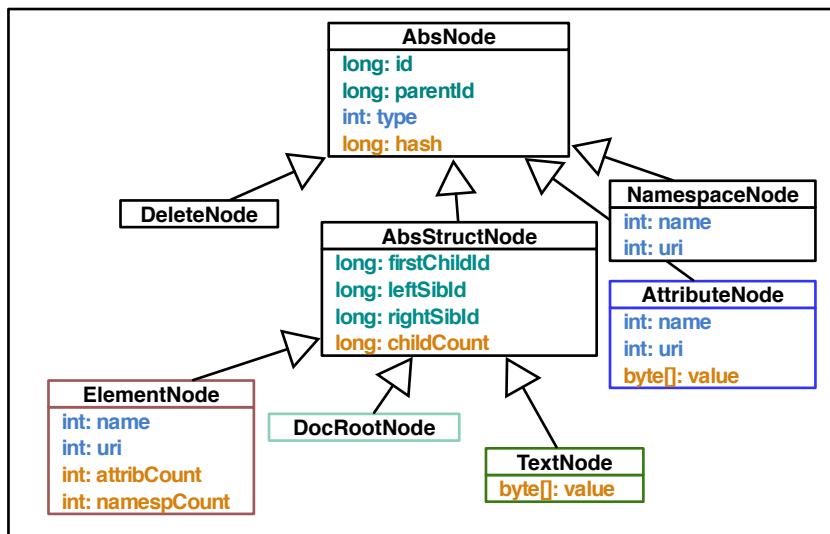 AbsNode
long: id
long: parentId
int: type
long: hash
DeleteNode
NamespaceNode
int: name
int: uri
AbsStructNode
long: firstChildId
long: leftSibId
long: rightSibId
long: childCount
AttributeNode
int: name
int: uri
byte[]: value
ElementNode
int: name
int: uri
int: attribCount
int: namespCount
DocRootNode
TextNode
byte[]: value